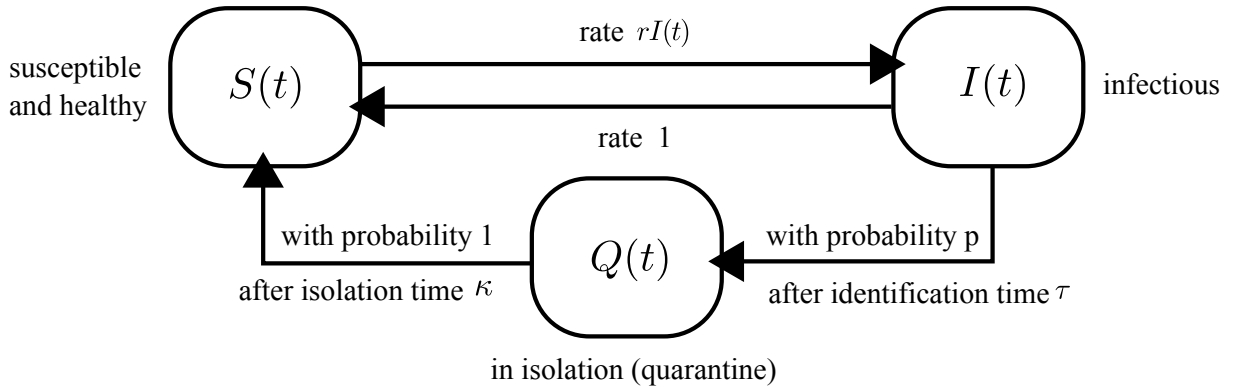 rate rI(t)
susceptible
and healthy
S(t)
I(t)
infectious
rate 1
with probability 1
Q(t)
with probability p
after isolation time κ
after identification time τ
in isolation (quarantine)